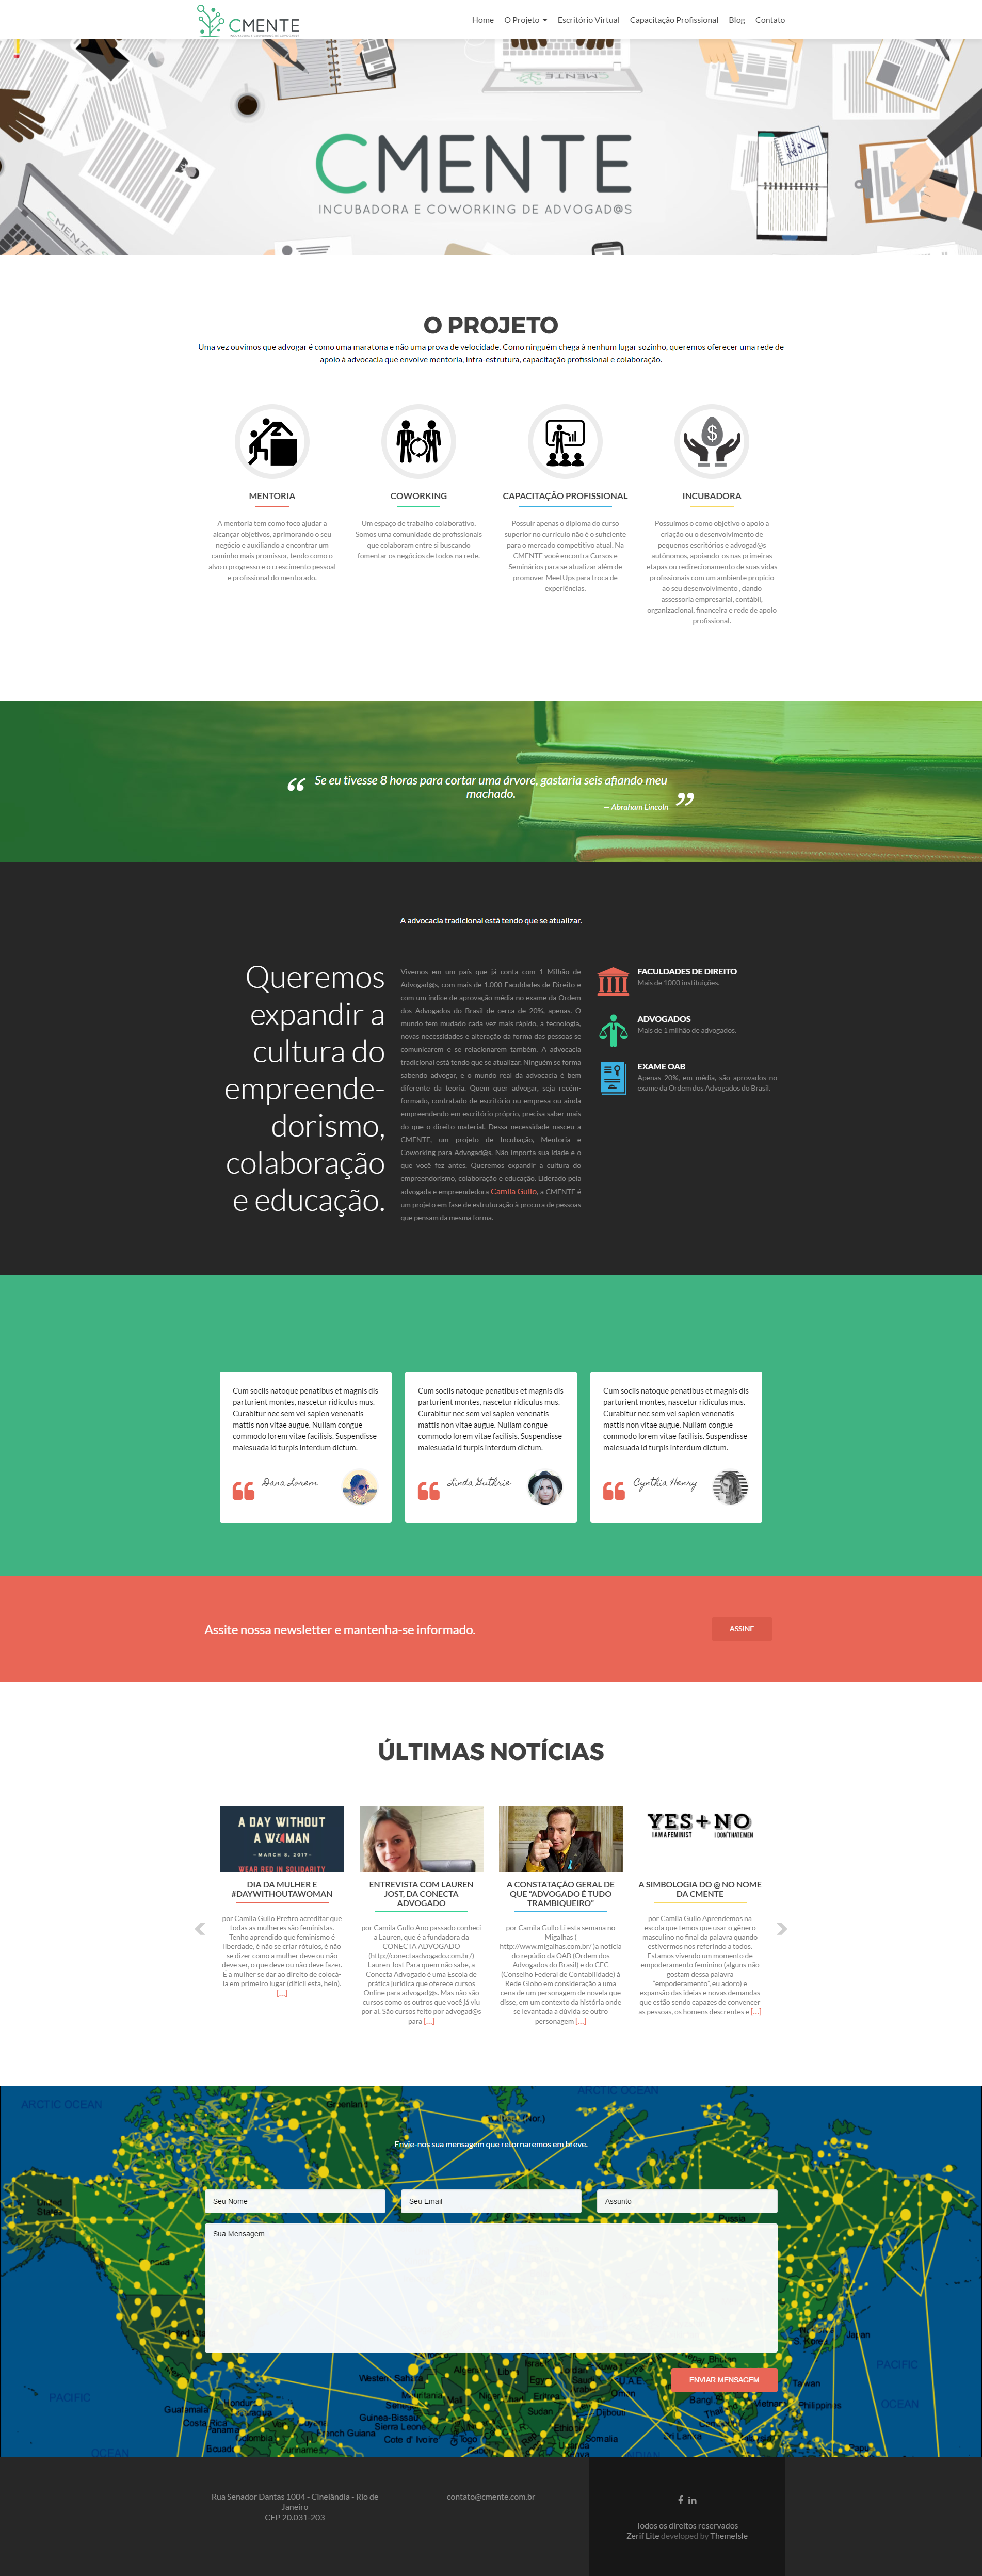 CMENTE
Home O Projeto Escritório Virtual Capacitação Profissional Blog Contato
CMENTE
CMENTE
INCUBADORA E COWORKING DE ADVOGAD@S
O PROJETO
Uma vez ouvimos que advogar é como uma maratona e não uma prova de velocidade. Como ninguém chega à nenhum lugar sozinho, queremos oferecer uma rede de
apoio à advocacia que envolve mentoria, infra-estrutura, capacitação profissional e colaboração.
MENTORIA
A mentoria tem como foco ajudar a
alcançar objetivos, aprimorando o seu
negócio e auxiliando a encontrar um
caminho mais promissor, tendo como o
alvo o progresso e o crescimento pessoal
e profissional do mentorado.
COWORKING
Um espaço de trabalho colaborativo.
Somos uma comunidade de profissionais
que colaboram entre si buscando
fomentar os negócios de todos na rede.
CAPACITAÇÃO PROFISSIONAL
Possuir apenas o diploma do curso
superior no currículo não é o suficiente
para o mercado competitivo atual. Na
CMENTE você encontra Cursos e
Seminários para se atualizar além de
promover MeetUps para troca de
experiências.
INCUBADORA
Possuimos o como objetivo o apoio a
criação ou o desenvolvimento de
pequenos escritórios e advogad@s
autônomos, apoiando-os nas primeiras
etapas ou redirecionamento de suas vidas
profissionais com um ambiente propício
ao seu desenvolvimento , dando
assessoria empresarial, contábil,
organizacional, financeira e rede de apoio
profissional.
“ Se eu tivesse 8 horas para cortar uma árvore, gastaria seis afiando meu
machado.
— Abraham Lincoln ”
A advocacia tradicional está tendo que se atualizar.
Queremos
expandir a
cultura do
empreende-
dorismo,
colaboração
e educação.
Vivemos em um país que já conta com 1 Milhão de
Advogad@s, com mais de 1.000 Faculdades de Direito e
com um índice de aprovação média no exame da Ordem
dos Advogados do Brasil de cerca de 20%, apenas. O
mundo tem mudado cada vez mais rápido, a tecnologia,
novas necessidades e alteração da forma das pessoas se
comunicarem e se relacionarem também. A advocacia
tradicional está tendo que se atualizar. Ninguém se forma
sabendo advogar, e o mundo real da advocacia é bem
diferente da teoria. Quem quer advogar, seja recém-
formado, contratado de escritório ou empresa ou ainda
empreendendo em escritório próprio, precisa saber mais
do que o direito material. Dessa necessidade nasceu a
CMENTE, um projeto de Incubação, Mentoria e
Coworking para Advogad@s. Não importa sua idade e o
que você fez antes. Queremos expandir a cultura do
empreendorismo, colaboração e educação. Liderado pela
advogada e empreendedora Camila Gullo, a CMENTE é
um projeto em fase de estruturação à procura de pessoas
que pensam da mesma forma.
FACULDADES DE DIREITO
Mais de 1000 instituições.
ADVOGADOS
Mais de 1 milhão de advogados.
EXAME OAB
Apenas 20%, em média, são aprovados no
exame da Ordem dos Advogados do Brasil.
Cum sociis natoque penatibus et magnis dis
parturient montes, nascetur ridiculus mus.
Curabitur nec sem vel sapien venenatis
mattis non vitae augue. Nullam congue
commodo lorem vitae facilisis. Suspendisse
malesuada id turpis interdum dictum.
Dana Lorem
Cum sociis natoque penatibus et magnis dis
parturient montes, nascetur ridiculus mus.
Curabitur nec sem vel sapien venenatis
mattis non vitae augue. Nullam congue
commodo lorem vitae facilisis. Suspendisse
malesuada id turpis interdum dictum.
Linda Guthrie
Cum sociis natoque penatibus et magnis dis
parturient montes, nascetur ridiculus mus.
Curabitur nec sem vel sapien venenatis
mattis non vitae augue. Nullam congue
commodo lorem vitae facilisis. Suspendisse
malesuada id turpis interdum dictum.
Cynthia Henry
Assite nossa newsletter e mantenha-se informado.
ASSINE
ÚLTIMAS NOTÍCIAS
A DAY WITHOUT
A WOMAN
–MARCH 8, 2017–
WEAR RED IN SOLIDARITY
DIA DA MULHER E
#DAYWITHOUTAWOMAN
por Camila Gullo Prefiro acreditar que
todas as mulheres são feministas.
Tenho aprendido que feminismo é
liberdade, é não se criar rótulos, é não
se dizer como a mulher deve ou não
deve ser, o que deve ou não deve fazer.
É a mulher se dar ao direito de colocá-
la em primeiro lugar (difícil esta, hein).
[…]
ENTREVISTA COM LAUREN
JOST, DA CONECTA
ADVOGADO
por Camila Gullo Ano passado conheci
a Lauren, que é a fundadora da
CONECTA ADVOGADO
(http://conectaadvogado.com.br/)
Lauren Jost Para quem não sabe, a
Conecta Advogado é uma Escola de
prática jurídica que oferece cursos
Online para advogad@s. Mas não são
cursos como os outros que você já viu
por aí. São cursos feito por advogad@s
para […]
A CONSTATAÇÃO GERAL DE
QUE “ADVOGADO É TUDO
TRAMBIQUEIRO”
por Camila Gullo Li esta semana no
Migalhas (
http://www.migalhas.com.br/ )a notícia
do repúdio da OAB (Ordem dos
Advogados do Brasil) e do CFC
(Conselho Federal de Contabilidade) à
Rede Globo em consideração a uma
cena de um personagem de novela que
disse, em um contexto da história onde
se levantada a dúvida se outro
personagem […]
YES+NO
I AM A FEMINIST I DON'T HATE MEN
A SIMBOLOGIA DO @ NO NOME
DA CMENTE
por Camila Gullo Aprendemos na
escola que temos que usar o gênero
masculino no final da palavra quando
estivermos nos referindo a todos.
Estamos vivendo um momento de
empoderamento feminino (alguns não
gostam dessa palavra
“empoderamento”, eu adoro) e
expansão das ideias e novas demandas
que estão sendo capazes de convencer
as pessoas, os homens descrentes e […]
ARCTIC OCEAN
Groenland
ARCTIC OCEAN
Envie-nos sua mensagem que retornaremos em breve.
Seu Nome
Seu Email
Assunto
Russia
Sua Mensagem
Japan
ENVIAR MENSAGEM
PACIFIC
OCEAN
Rua Senador Dantas 1004 - Cinelândia - Rio de
Janeiro
CEP 20.031-203
contato@cmente.com.br
Todos os direitos reservados
Zerif Lite developed by ThemeIsle